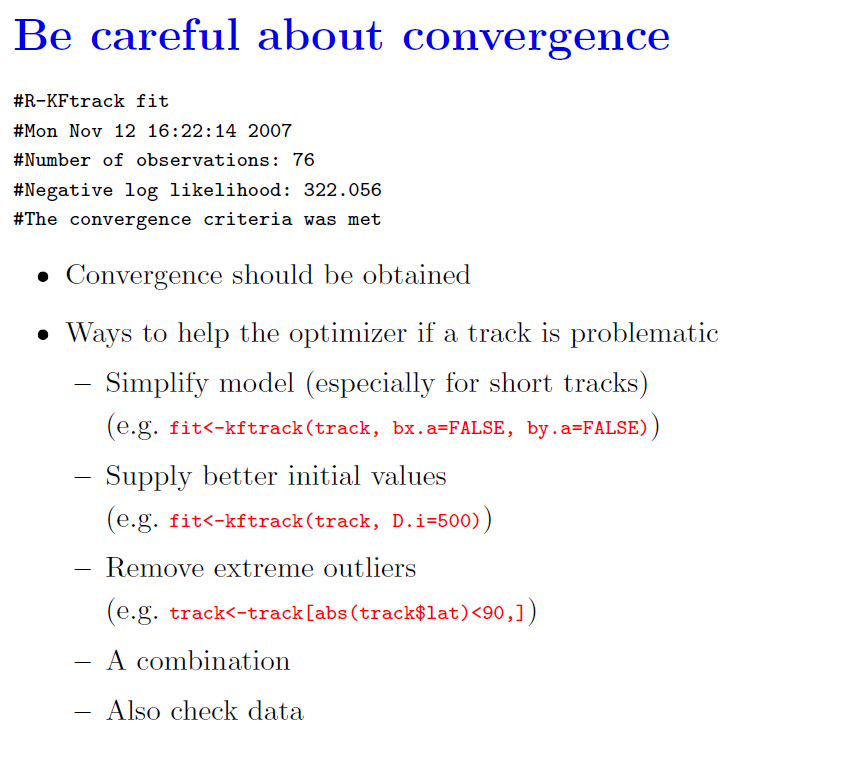 Be careful about convergence
#R-KFtrack fit
#Mon Nov 12 16:22:14 2007
#Number of observations: 76
#Negative log likelihood: 322.056
#The convergence criteria was met
• Convergence should be obtained
• Ways to help the optimizer if a track is problematic
– Simplify model (especially for short tracks)
(e.g. fit<-kftrack(track, bx.a=FALSE, by.a=FALSE))
– Supply better initial values
(e.g. fit<-kftrack(track, D.i=500))
– Remove extreme outliers
(e.g. track<-track[abs(track$lat)<90,])
– A combination
– Also check data